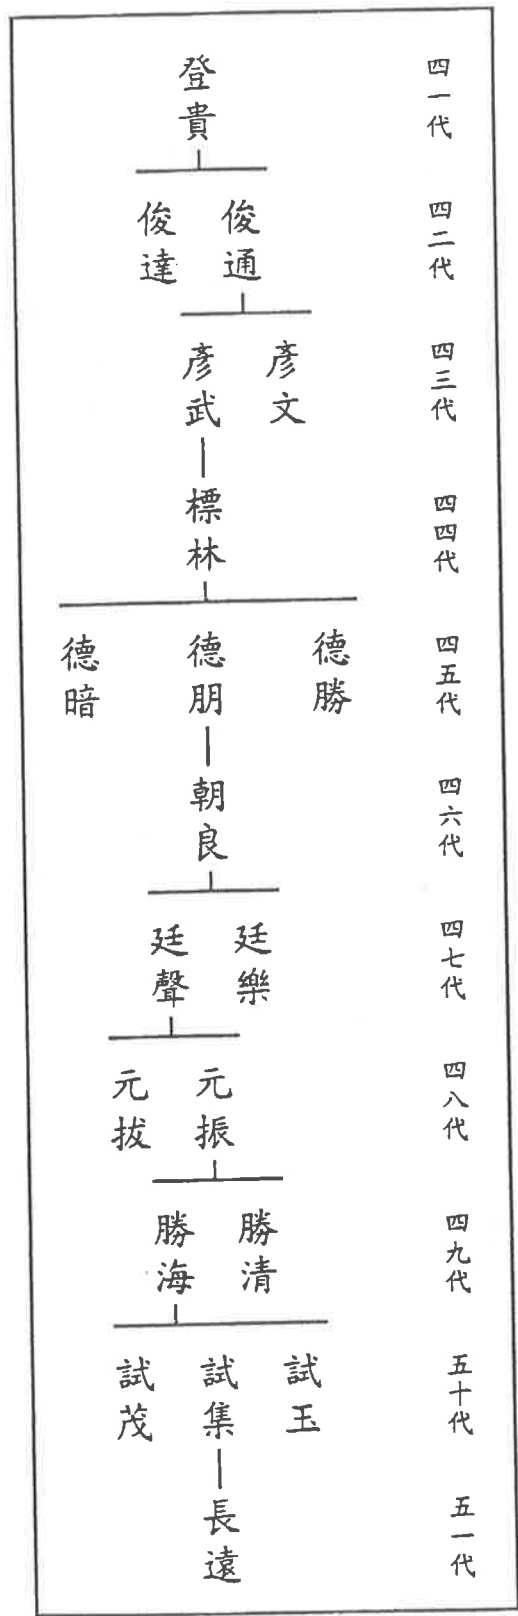 四一代
登貴
四二代
俊通
俊達
四三代
彥文
彥武
四四代
標林
四五代
德勝
德朋
德暗
四六代
朝良
四七代
廷樂
廷聲
四八代
元振
元拔
四九代
勝清
勝海
五十代
試玉
試集
試茂
五一代
長遠